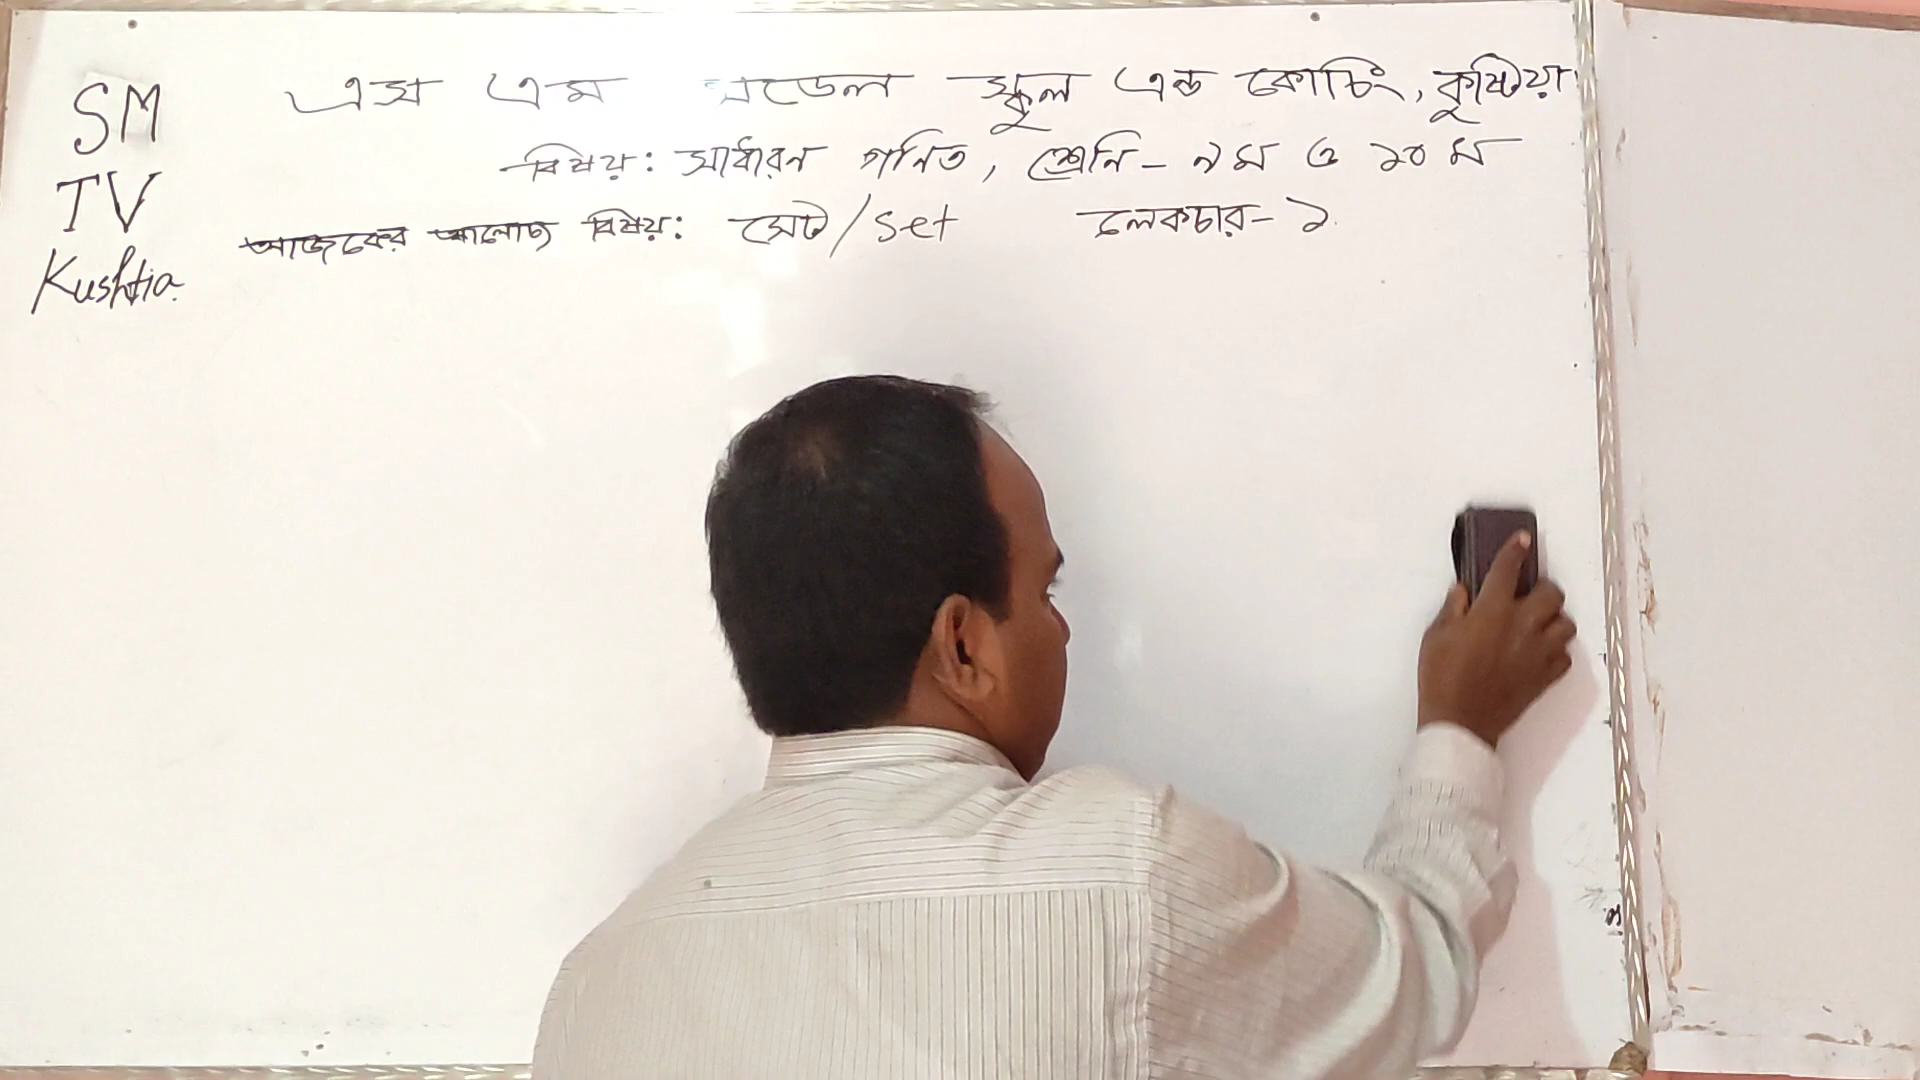 SM
TV
Kushtia.
এস এম মডেল স্কুল এন্ড কোচিং, কুষ্টিয়া
বিষয়: সাধারন গনিত, শ্রেনি- ৯ম ও ১০ম
আজকের আলোচ্য বিষয়: সেট/set লেকচার- ১